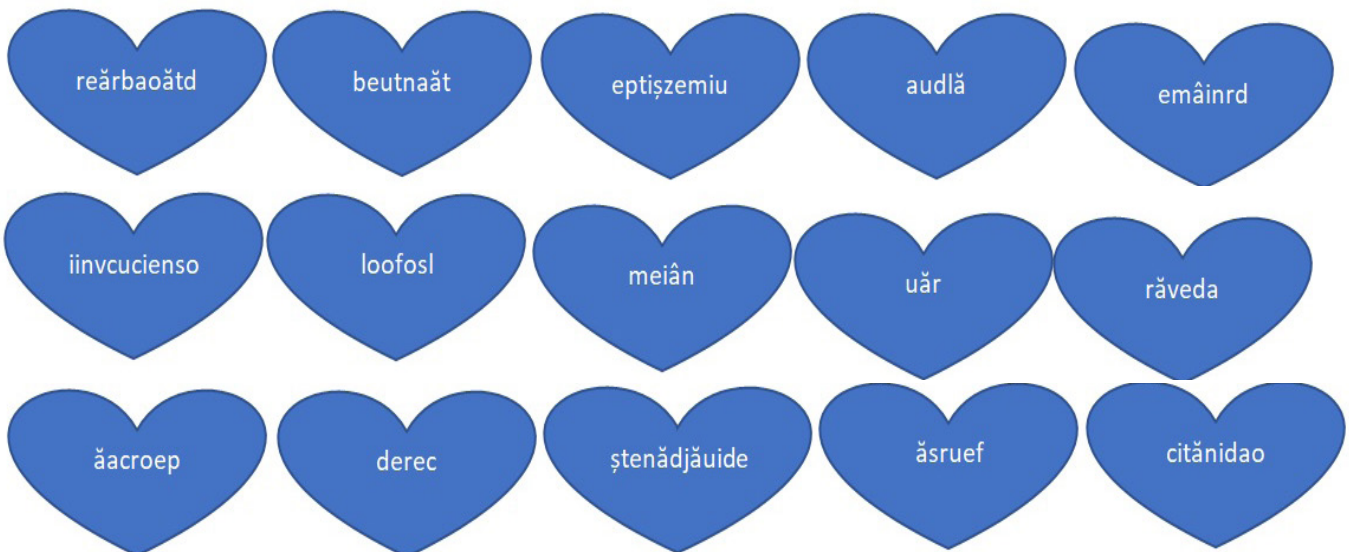 reărbaoătd
beutnaăt
eptișzemiu
audlă
emâinrd
iinvcucienso
loofosl
meiân
uăr
răveda
ăacroep
derec
ștenădjăuide
ăsruef
citănidao